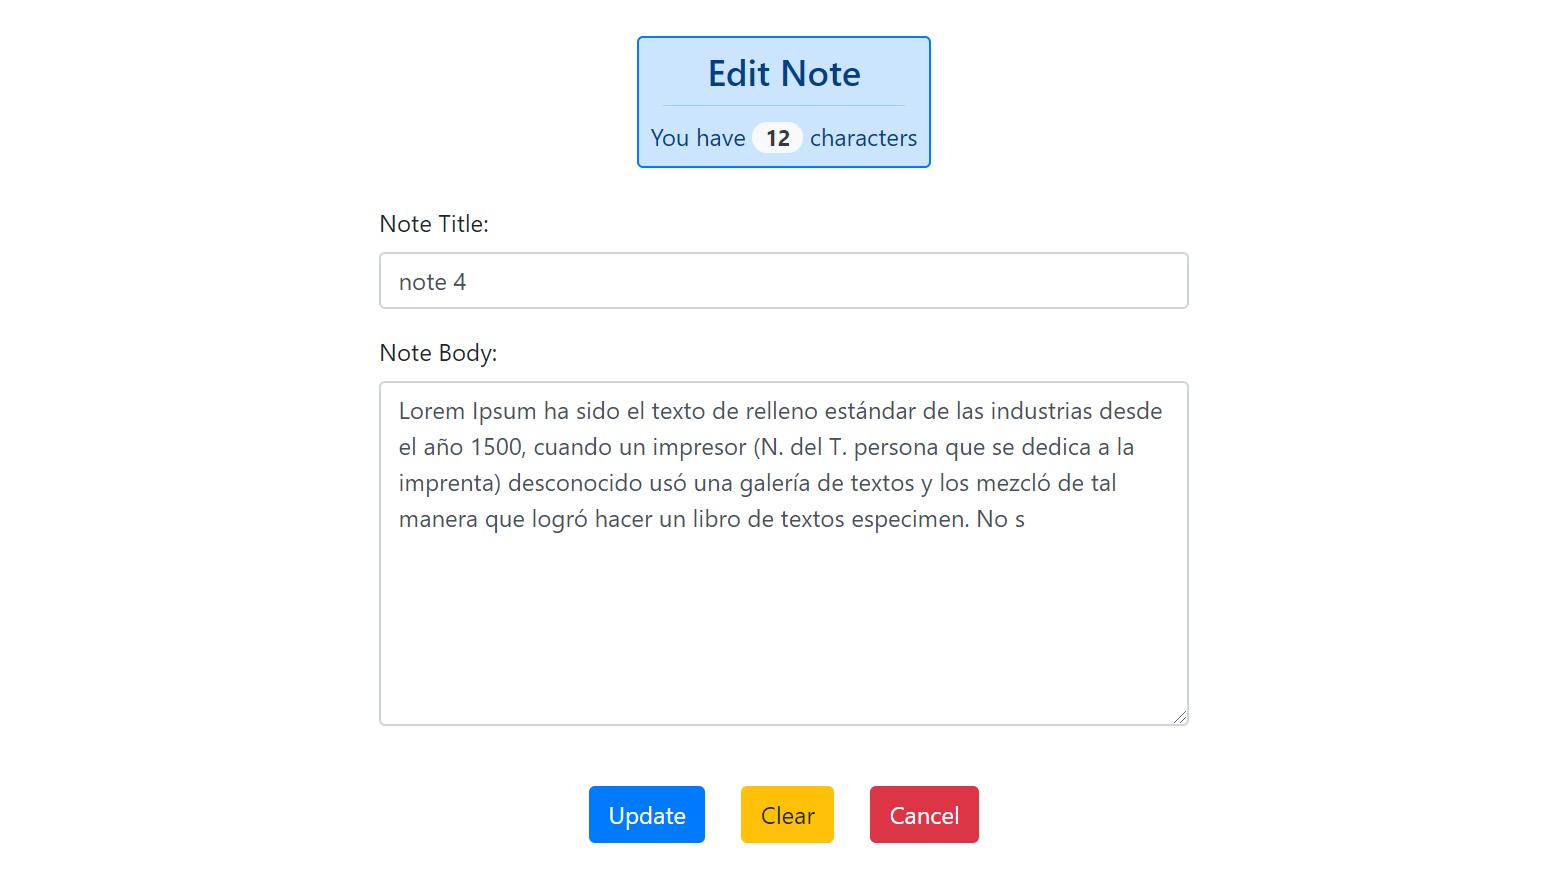 Edit Note
You have 12 characters
Note Title:
note 4
Note Body:
Lorem Ipsum ha sido el texto de relleno estándar de las industrias desde
el año 1500, cuando un impresor (N. del T. persona que se dedica a la
imprenta) desconocido usó una galería de textos y los mezcló de tal
manera que logró hacer un libro de textos especimen. No s
Update Clear Cancel